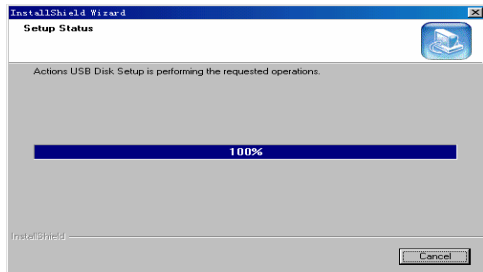 InstallShield Wizard
Setup Status
Actions USB Disk Setup is performing the requested operations.
100%
InstallShield
Cancel